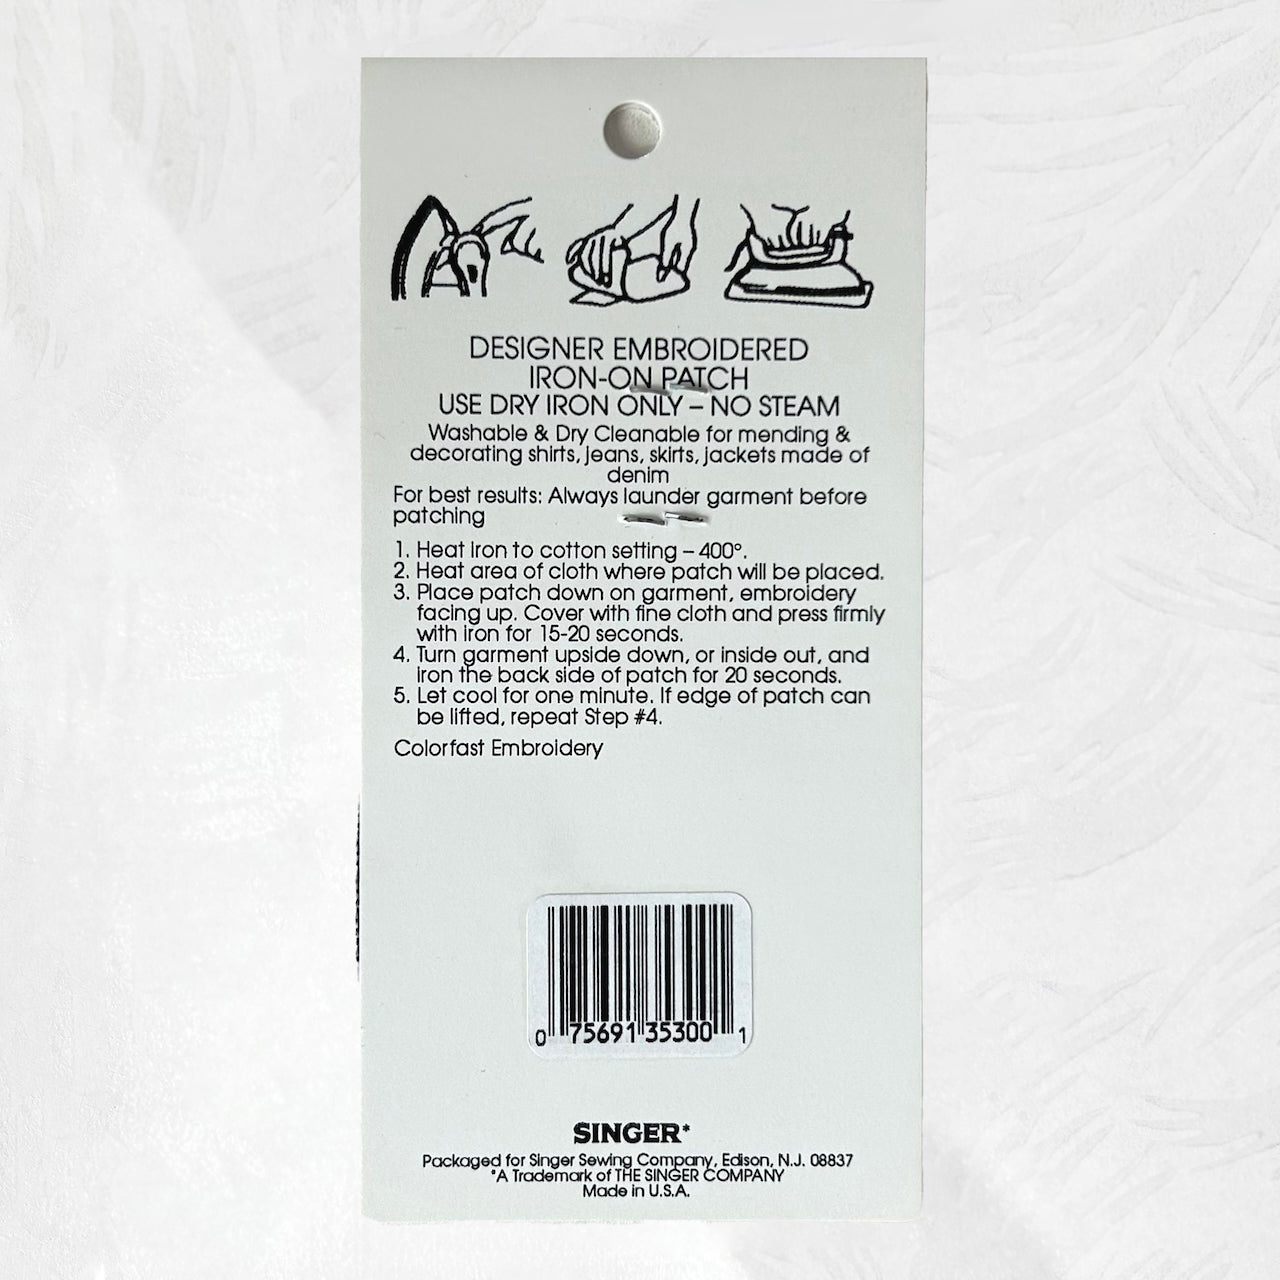 DESIGNER EMBROIDERED
IRON-ON PATCH
USE DRY IRON ONLY – NO STEAM
Washable & Dry Cleanable for mending &
decorating shirts, jeans, skirts, jackets made of
denim
For best results: Always launder garment before
patching
1. Heat iron to cotton setting – 400°.
2. Heat area of cloth where patch will be placed.
3. Place patch down on garment, embroidery
facing up. Cover with fine cloth and press firmly
with iron for 15-20 seconds.
4. Turn garment upside down, or inside out, and
iron the back side of patch for 20 seconds.
5. Let cool for one minute. If edge of patch can
be lifted, repeat Step #4.
Colorfast Embroidery
0 75691 35300 1
SINGER*
Packaged for Singer Sewing Company, Edison, N.J. 08837
*A Trademark of THE SINGER COMPANY
Made in U.S.A.